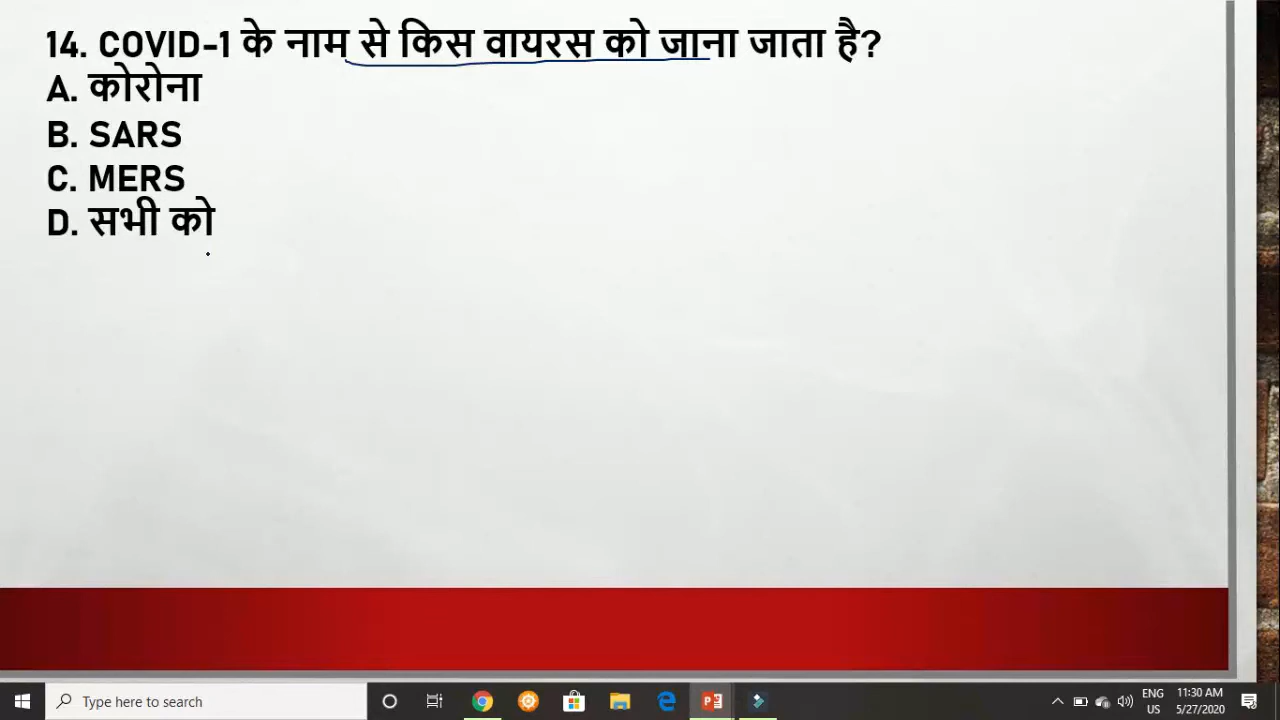 14. COVID-1 के नाम से किस वायरस को जाना जाता है?
A. कोरोना
B. SARS
C. MERS
D. सभी को
Type here to search
ENG
US
11:30 AM
5/27/2020